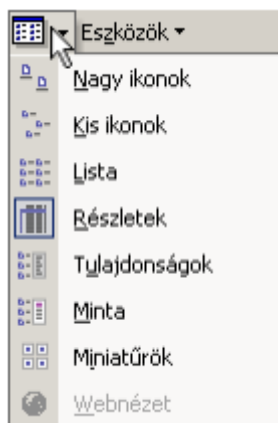 Eszközök
Nagy ikonok
Kis ikonok
Lista
Részletek
Tulajdonságok
Minta
Miniatűrök
Webnézet